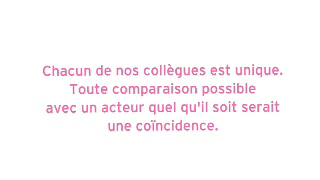 Chacun de nos collègues est unique.
Toute comparaison possible
avec un acteur quel qu'il soit serait
une coïncidence.